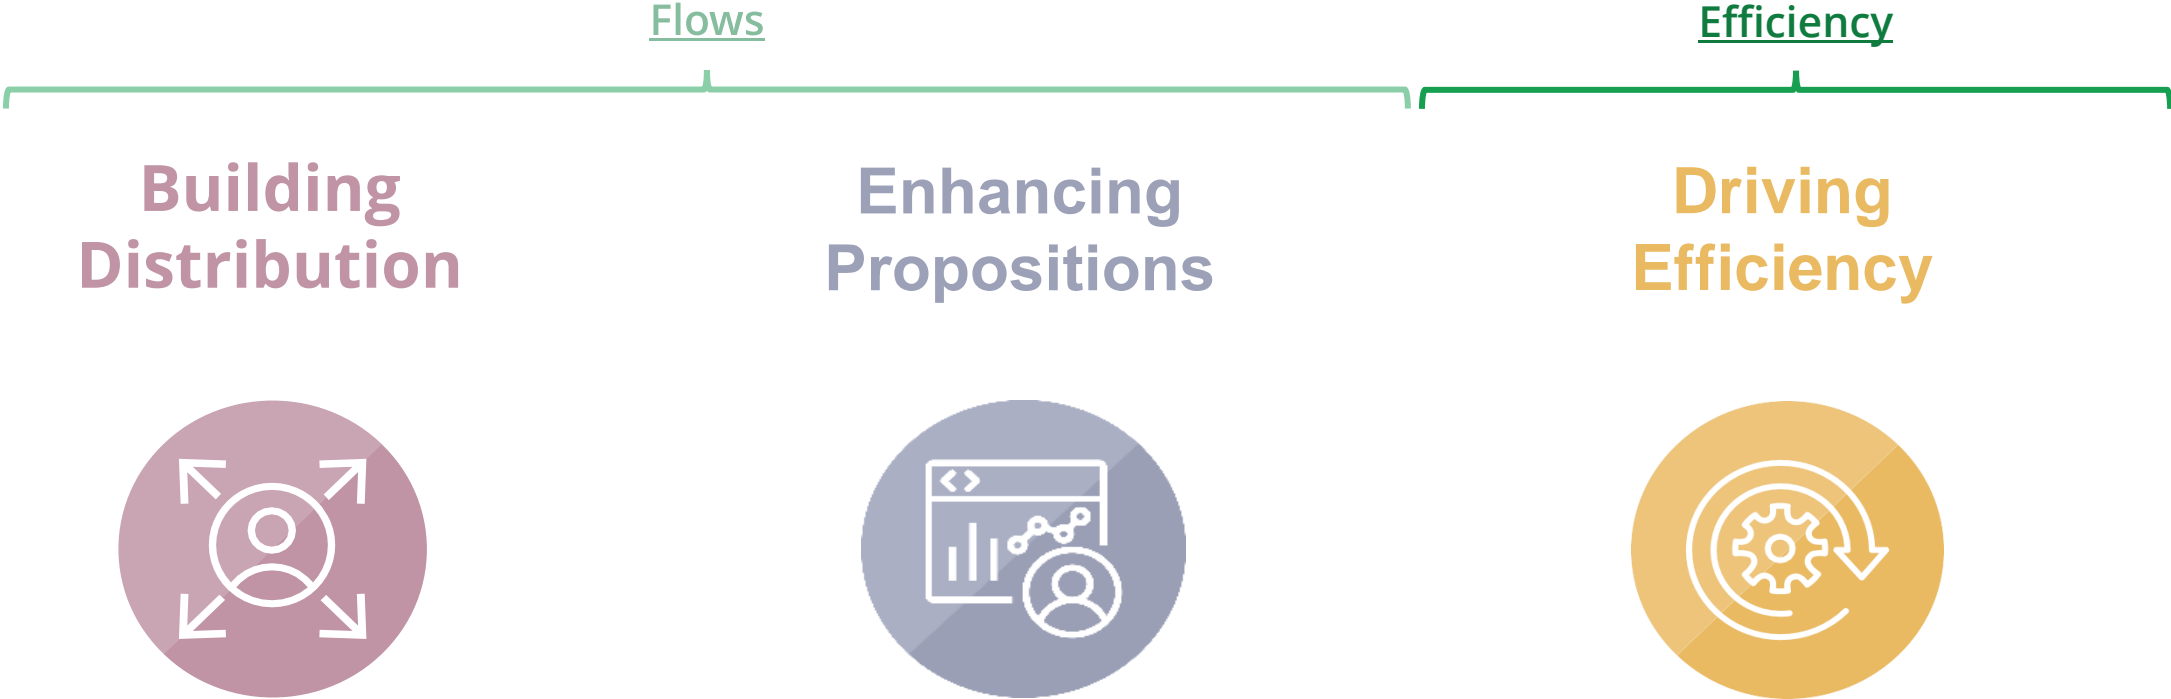 Flows
Efficiency
Building
Distribution
Enhancing
Propositions
Driving
Efficiency